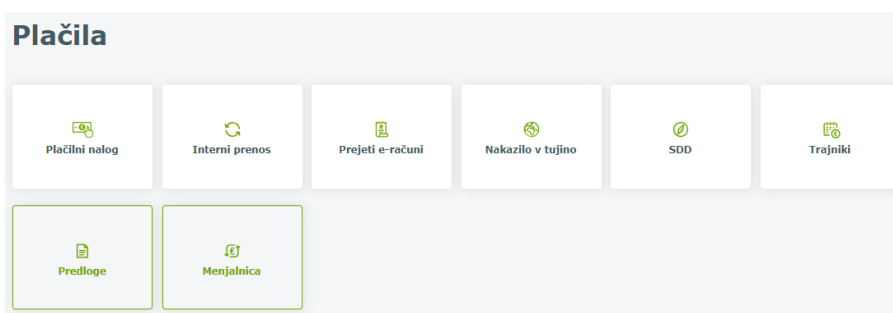 Plačila
Plačilni nalog
Interni prenos
Prejeti e-računi
Nakazilo v tujino
SDD
Trajniki
Predloge
Menjalnica